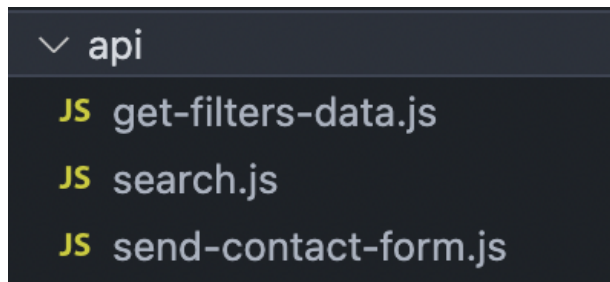 api
JS get-filters-data.js
JS search.js
JS send-contact-form.js